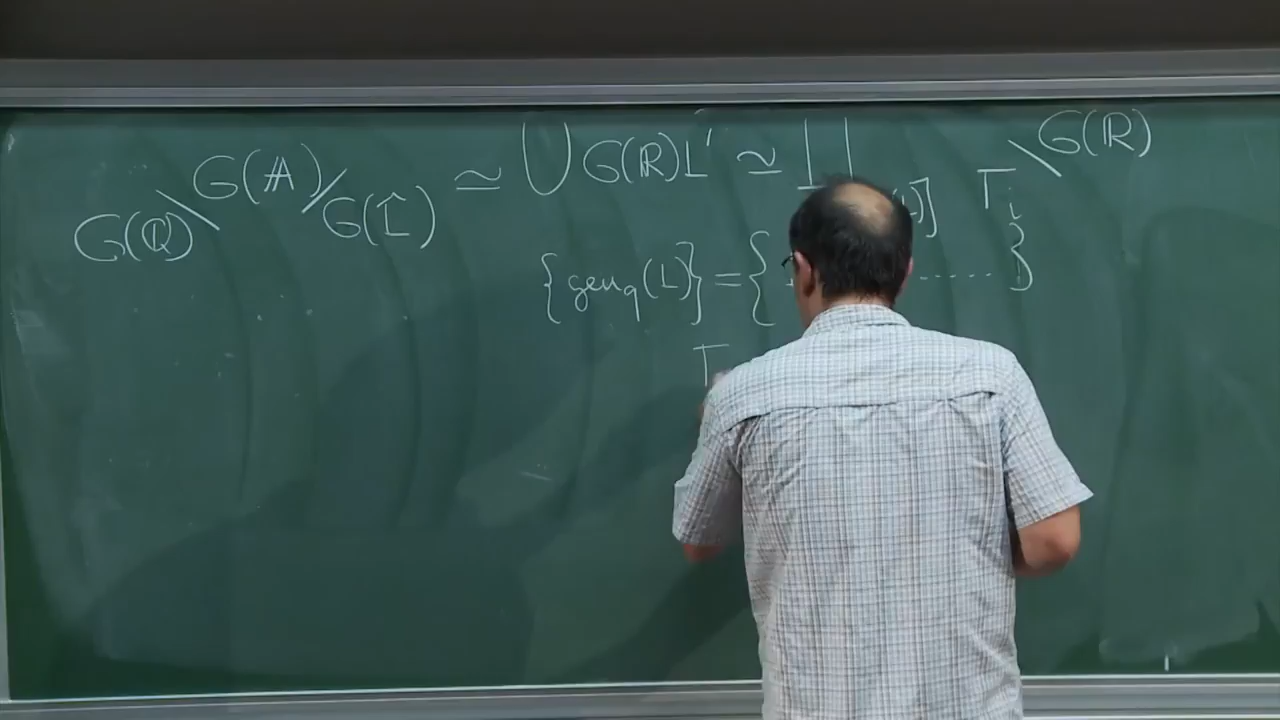 G(ℚ)\G(𝔸)/G(L̂) ≃ ⋃ G(ℝ)L' ≃ ∐ Γᵢ\G(ℝ)
{gen_q(L)} = { ..... }
Γ